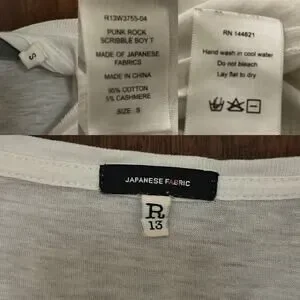 S
R13W3755-04
PUNK ROCK
SCRIBBLE BOY T
MADE OF JAPANESE
FABRICS
MADE IN CHINA
95% COTTON
5% CASHMERE
SIZE: S
RN 144621
Hand wash in cool water
Do not bleach
Lay flat to dry
JAPANESE FABRIC
R
13